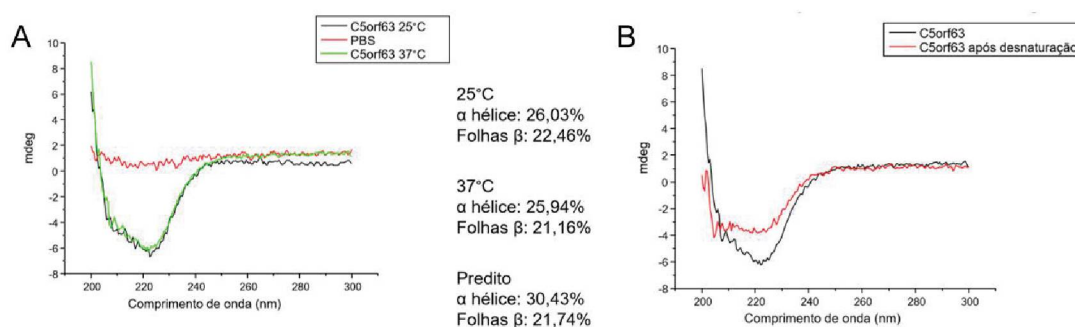 A
C5orf63 25°C
PBS
C5orf63 37°C
10
8
6
4
2
0
-2
-4
-6
-8
mdeg
200
220
240
260
280
300
Comprimento de onda (nm)
25°C
α hélice: 26,03%
Folhas β: 22,46%
37°C
α hélice: 25,94%
Folhas β: 21,16%
Predito
α hélice: 30,43%
Folhas β: 21,74%
B
C5orf63
C5orf63 após desnaturação
10
8
6
4
2
0
-2
-4
-6
-8
mdeg
200
220
240
260
280
300
Comprimento de onda (nm)